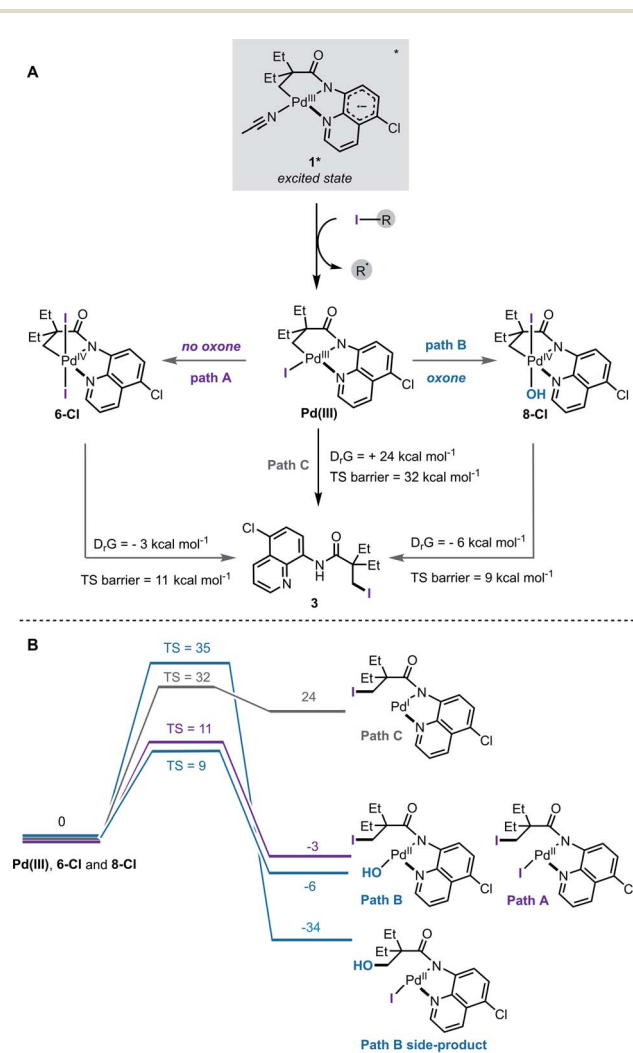 A
*
Et
O
Et
N
Pd^III
N
N
Cl
1*
excited state
I—R
R•
I
Et
O
Et
N
Pd^IV
N
I
Cl
6-Cl
no oxone
path A
Et
O
Et
N
Pd^III
I
N
Cl
Pd(III)
path B
oxone
I
Et
O
Et
N
Pd^IV
N
OH
Cl
8-Cl
Path C
D_rG = + 24 kcal mol^-1
TS barrier = 32 kcal mol^-1
D_rG = - 3 kcal mol^-1
TS barrier = 11 kcal mol^-1
D_rG = - 6 kcal mol^-1
TS barrier = 9 kcal mol^-1
Cl
O
Et
N
H
Et
N
I
3
B
TS = 35
TS = 32
24
TS = 11
TS = 9
0
-3
-6
-34
Pd(III), 6-Cl and 8-Cl
Et
O
Et
I
N
Pd^I
N
Cl
Path C
Et
O
Et
I
N
Pd^II
HO
N
Cl
Path B
Et
O
Et
I
N
Pd^II
I
N
C
Path A
Et
O
Et
HO
N
Pd^II
I
N
Cl
Path B side-product